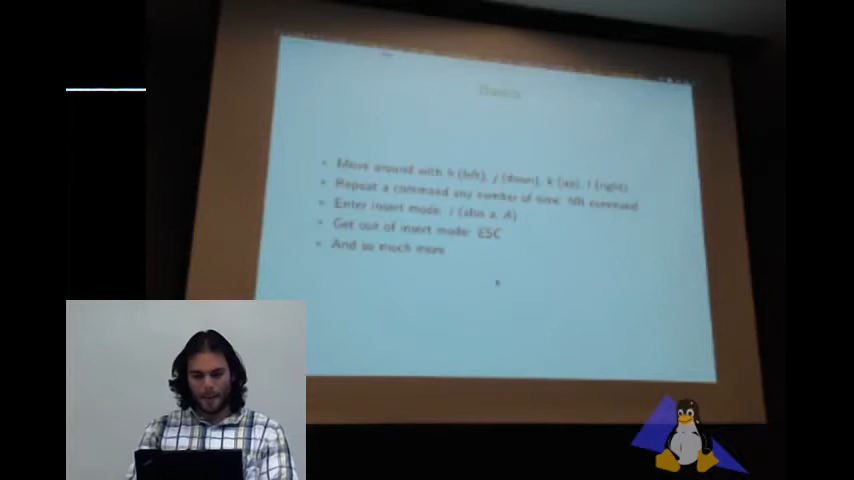 Basics
• Move around with h (left), j (down), k (up), l (right)
• Repeat a command any number of time: NN command
• Enter insert mode: i (also a, A)
• Get out of insert mode: ESC
• And so much more